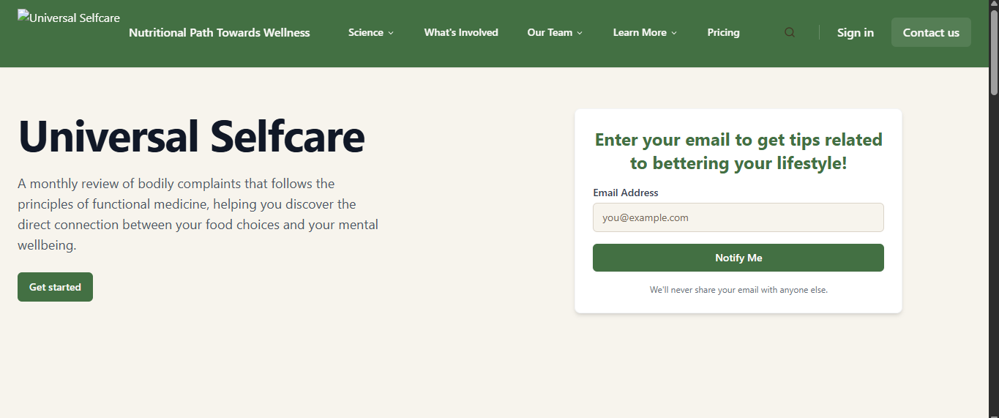 Universal Selfcare
Nutritional Path Towards Wellness
Science
What's Involved
Our Team
Learn More
Pricing
Sign in
Contact us
Universal Selfcare
A monthly review of bodily complaints that follows the
principles of functional medicine, helping you discover the
direct connection between your food choices and your mental
wellbeing.
Get started
Enter your email to get tips related
to bettering your lifestyle!
Email Address
you@example.com
Notify Me
We'll never share your email with anyone else.